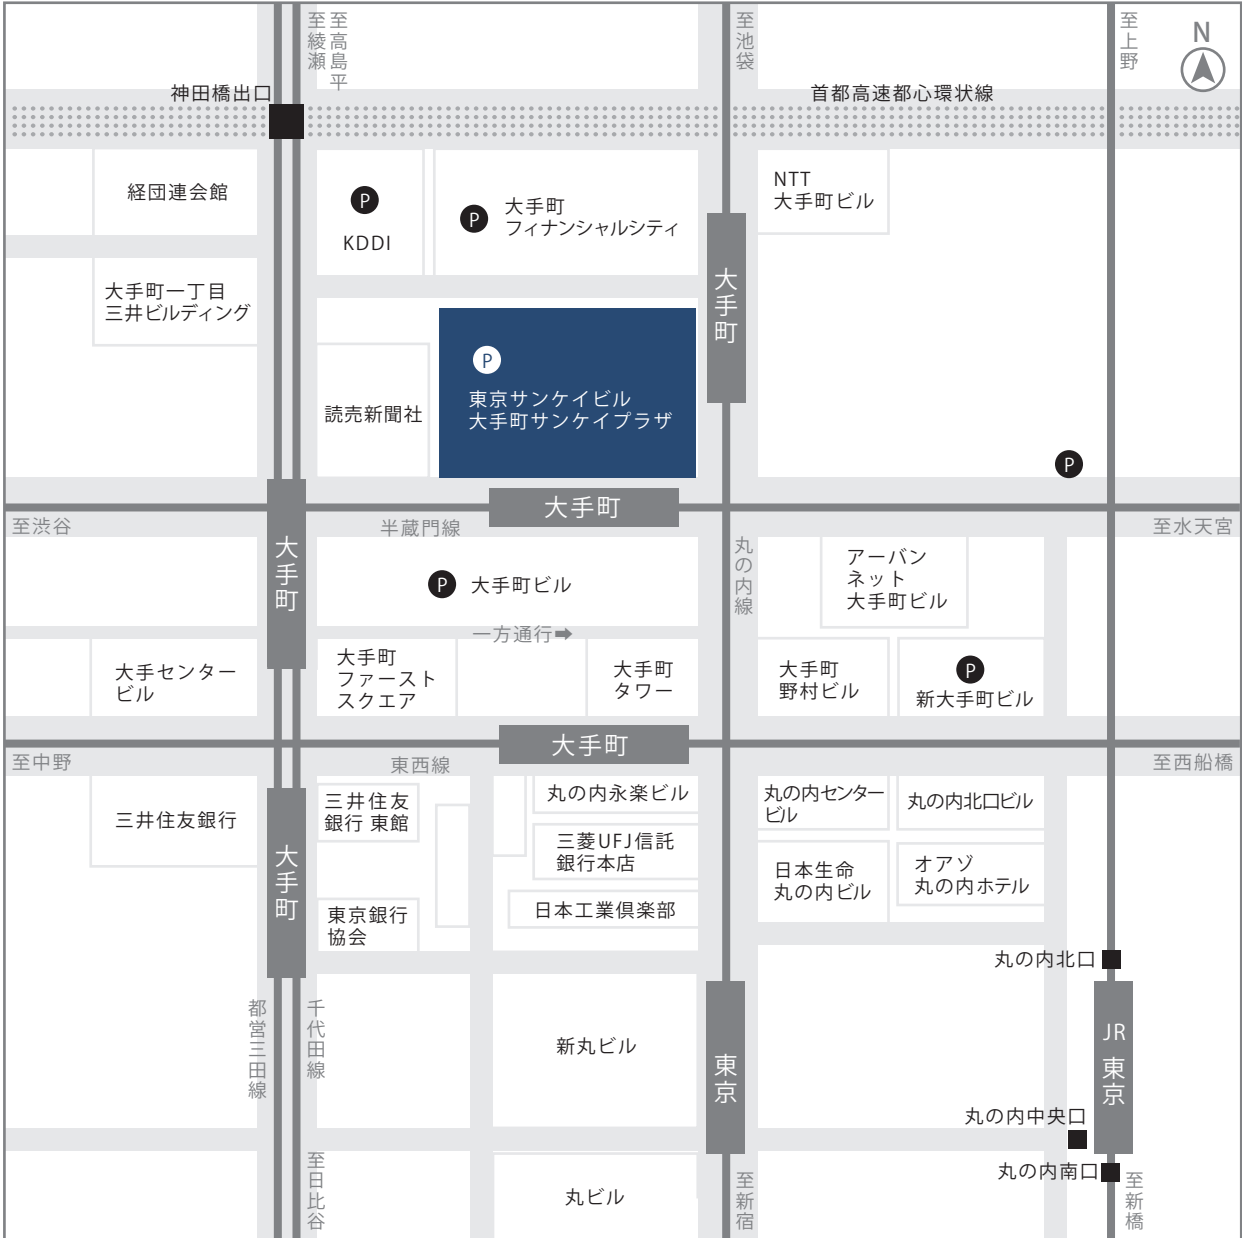 至綾瀬
至高島平
至池袋
至上野
N
神田橋出口
首都高速都心環状線
経団連会館
P
KDDI
P
大手町
フィナンシャルシティ
NTT
大手町ビル
大手町一丁目
三井ビルディング
大手町
P
東京サンケイビル
大手町サンケイプラザ
読売新聞社
P
大手町
至渋谷
半蔵門線
至水天宮
大手町
丸の内線
P
大手町ビル
アーバン
ネット
大手町ビル
一方通行➡
大手センター
ビル
大手町
ファースト
スクエア
大手町
タワー
大手町
野村ビル
P
新大手町ビル
大手町
至中野
東西線
至西船橋
三井住友銀行
大手町
三井住友
銀行 東館
丸の内永楽ビル
三菱UFJ信託
銀行本店
日本工業倶楽部
東京銀行
協会
丸の内センター
ビル
丸の内北口ビル
日本生命
丸の内ビル
オアゾ
丸の内ホテル
丸の内北口
都営三田線
千代田線
新丸ビル
東京
JR
東京
丸の内中央口
丸の内南口
至日比谷
丸ビル
至新宿
至新橋